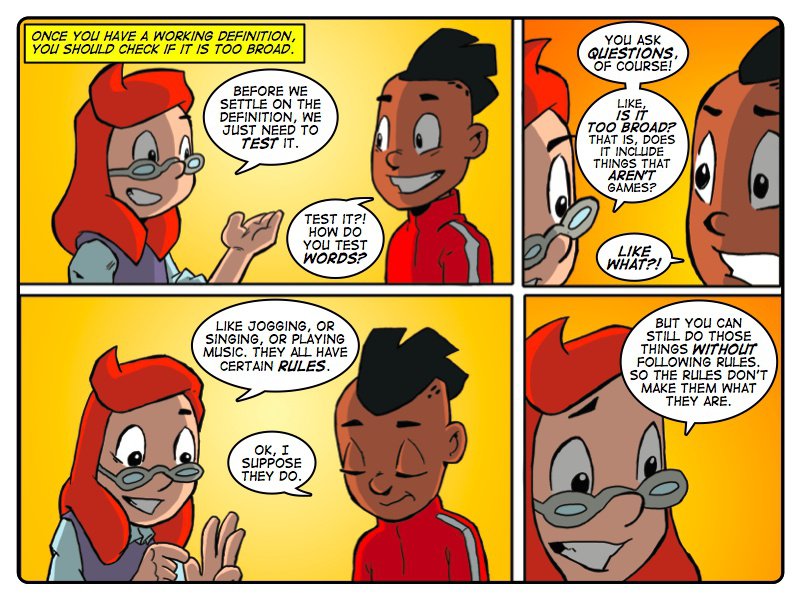 ONCE YOU HAVE A WORKING DEFINITION,
YOU SHOULD CHECK IF IT IS TOO BROAD.
BEFORE WE
SETTLE ON THE
DEFINITION, WE
JUST NEED TO
TEST IT.
TEST IT?!
HOW DO
YOU TEST
WORDS?
YOU ASK
QUESTIONS,
OF COURSE!
LIKE,
IS IT
TOO BROAD?
THAT IS, DOES
IT INCLUDE
THINGS THAT
AREN'T
GAMES?
LIKE
WHAT?!
LIKE JOGGING, OR
SINGING, OR PLAYING
MUSIC. THEY ALL HAVE
CERTAIN RULES.
OK, I
SUPPOSE
THEY DO.
BUT YOU CAN
STILL DO THOSE
THINGS WITHOUT
FOLLOWING RULES.
SO THE RULES DON'T
MAKE THEM WHAT
THEY ARE.